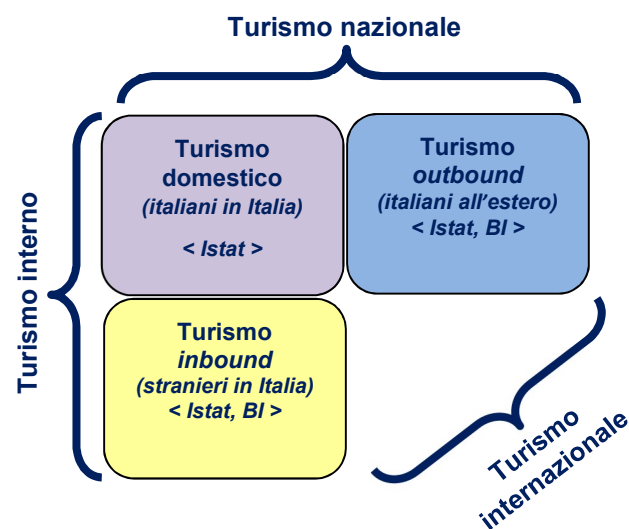 Turismo nazionale
Turismo interno
Turismo
domestico
(italiani in Italia)
< Istat >
Turismo
outbound
(italiani all’estero)
< Istat, BI >
Turismo
inbound
(stranieri in Italia)
< Istat, BI >
Turismo
internazionale